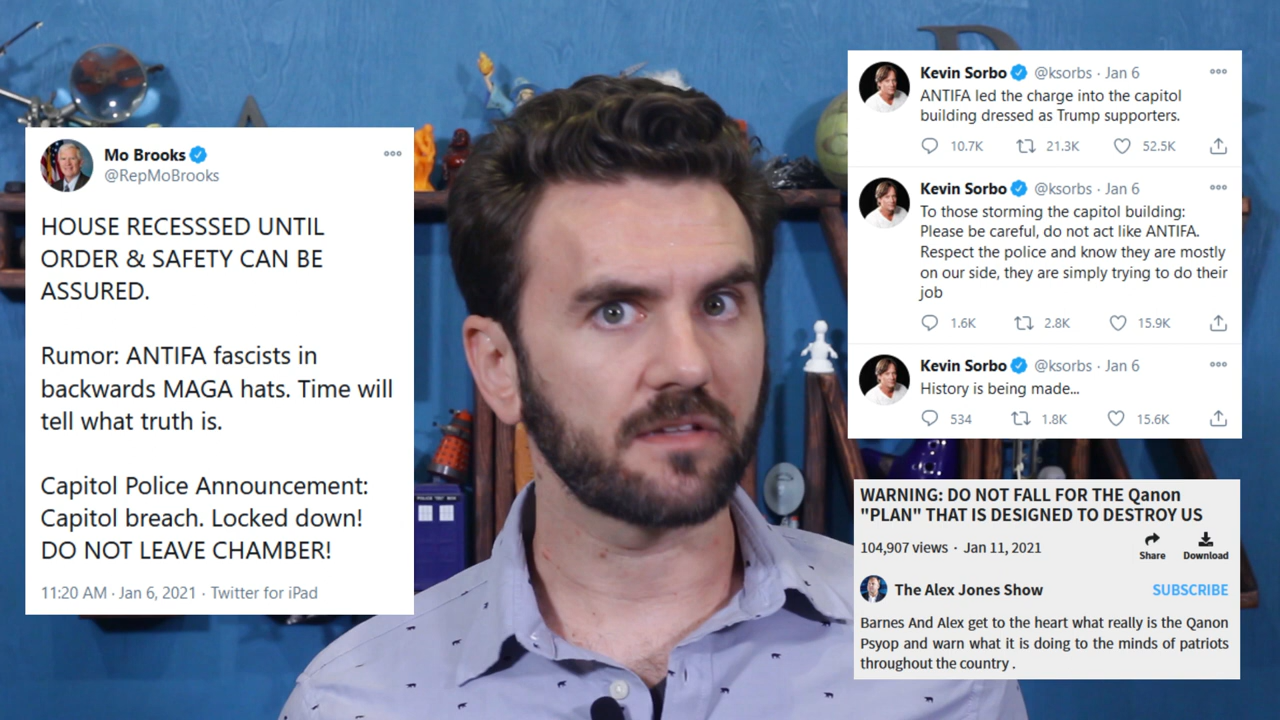 Mo Brooks
@RepMoBrooks
HOUSE RECESSSED UNTIL
ORDER & SAFETY CAN BE
ASSURED.
Rumor: ANTIFA fascists in
backwards MAGA hats. Time will
tell what truth is.
Capitol Police Announcement:
Capitol breach. Locked down!
DO NOT LEAVE CHAMBER!
11:20 AM · Jan 6, 2021 · Twitter for iPad
Kevin Sorbo @ksorbs · Jan 6
ANTIFA led the charge into the capitol
building dressed as Trump supporters.
10.7K 21.3K 52.5K
Kevin Sorbo @ksorbs · Jan 6
To those storming the capitol building:
Please be careful, do not act like ANTIFA.
Respect the police and know they are mostly
on our side, they are simply trying to do their
job
1.6K 2.8K 15.9K
Kevin Sorbo @ksorbs · Jan 6
History is being made...
534 1.8K 15.6K
WARNING: DO NOT FALL FOR THE Qanon
"PLAN" THAT IS DESIGNED TO DESTROY US
104,907 views · Jan 11, 2021
Share Download
The Alex Jones Show SUBSCRIBE
Barnes And Alex get to the heart what really is the Qanon
Psyop and warn what it is doing to the minds of patriots
throughout the country .